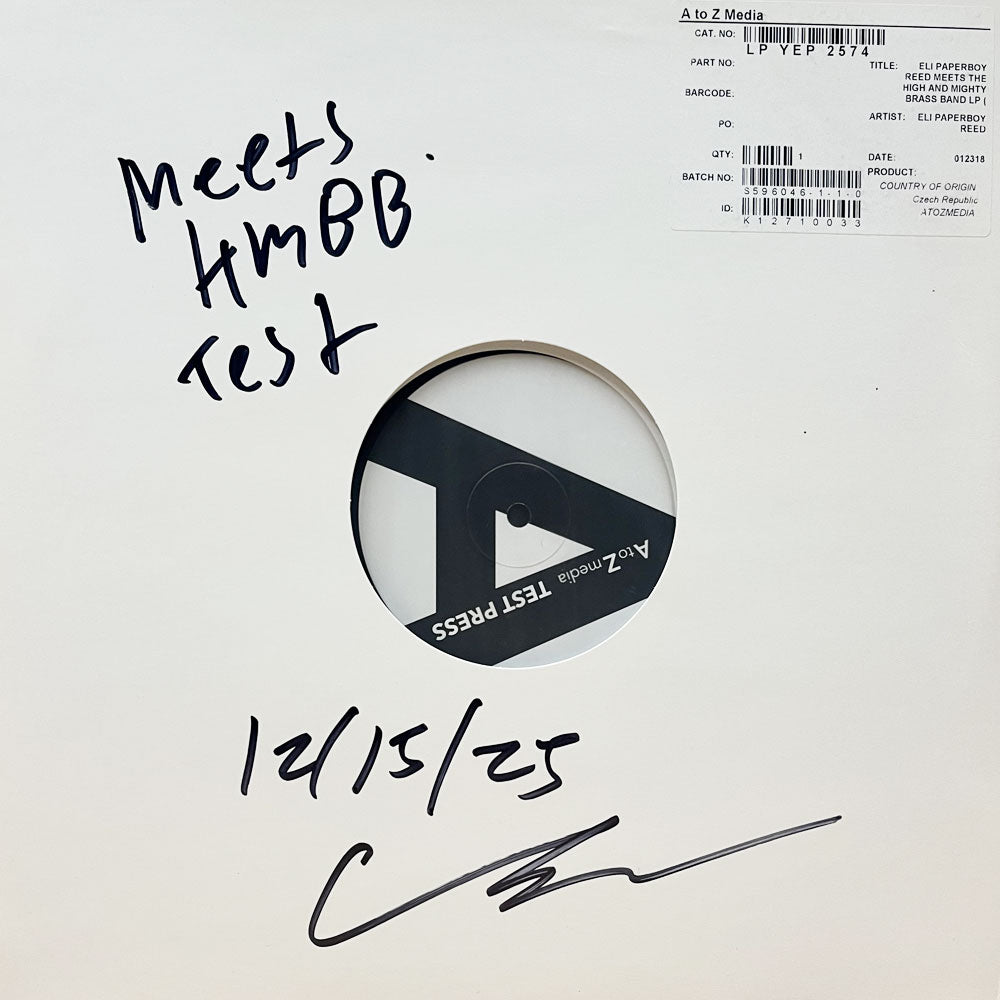 A to Z Media
CAT. NO:
LP YEP 2574
PART NO:
TITLE: ELI PAPERBOY
REED MEETS THE
HIGH AND MIGHTY
BRASS BAND LP (
BARCODE:
ARTIST: ELI PAPERBOY
REED
PO:
QTY: 1
DATE: 012318
BATCH NO:
S596046-1-1-0
PRODUCT:
COUNTRY OF ORIGIN
Czech Republic
ATOZMEDIA
ID:
K12710033
Meets
HMBB
Test
A to Z media TEST PRESS
12/15/25